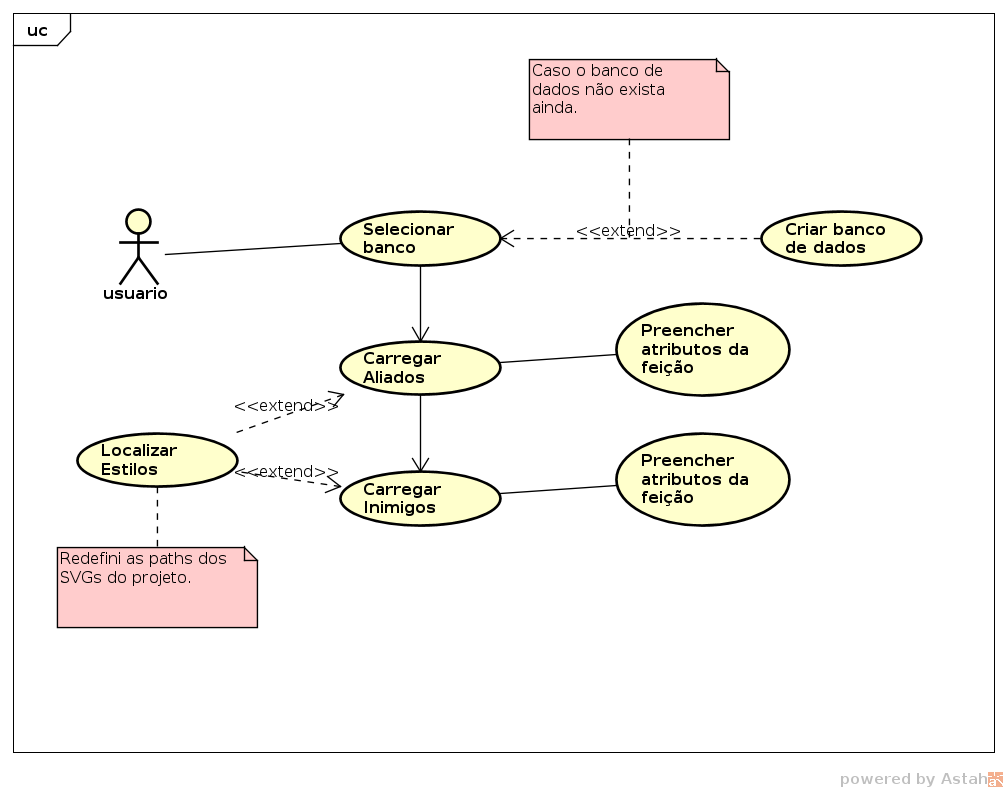 uc
Caso o banco de
dados não exista
ainda.
usuario
Selecionar
banco
<<extend>>
Criar banco
de dados
Carregar
Aliados
Preencher
atributos da
feição
<<extend>>
Localizar
Estilos
<<extend>>
Carregar
Inimigos
Preencher
atributos da
feição
Redefini as paths dos
SVGs do projeto.
powered by Astah